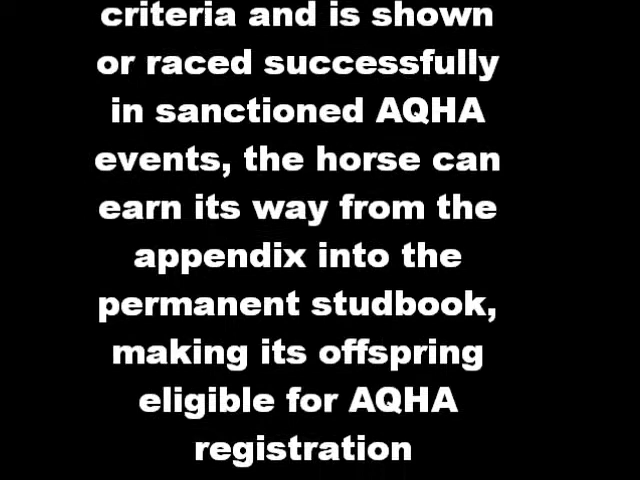 criteria and is shown
or raced successfully
in sanctioned AQHA
events, the horse can
earn its way from the
appendix into the
permanent studbook,
making its offspring
eligible for AQHA
registration